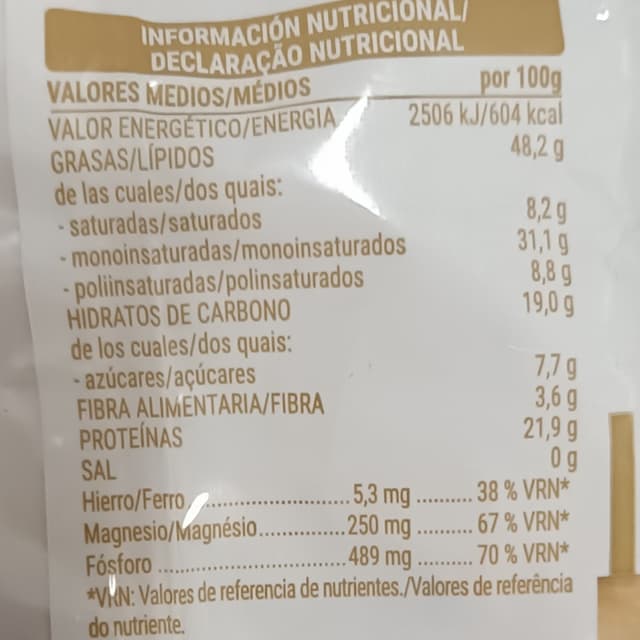 INFORMACIÓN NUTRICIONAL/
DECLARAÇÃO NUTRICIONAL
VALORES MEDIOS/MÉDIOS por 100g
VALOR ENERGÉTICO/ENERGIA 2506 kJ/604 kcal
GRASAS/LÍPIDOS 48,2 g
de las cuales/dos quais:
- saturadas/saturados 8,2 g
- monoinsaturadas/monoinsaturados 31,1 g
- poliinsaturadas/polinsaturados 8,8 g
HIDRATOS DE CARBONO 19,0 g
de los cuales/dos quais:
- azúcares/açúcares 7,7 g
FIBRA ALIMENTARIA/FIBRA 3,6 g
PROTEÍNAS 21,9 g
SAL 0 g
Hierro/Ferro .................... 5,3 mg .......... 38 % VRN*
Magnesio/Magnésio............. 250 mg .......... 67 % VRN*
Fósforo ............................ 489 mg .......... 70 % VRN*
*VRN: Valores de referencia de nutrientes./Valores de referência
do nutriente.